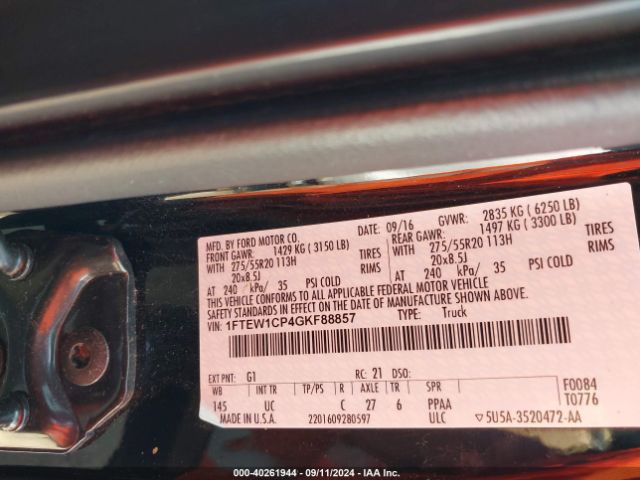 MFD. BY FORD MOTOR CO. DATE: 09/16 GVWR: 2835 KG ( 6250 LB)
FRONT GAWR: 1429 KG ( 3150 LB) REAR GAWR: 1497 KG ( 3300 LB)
WITH 275/55R20 113H TIRES WITH 275/55R20 113H TIRES
20x8.5J RIMS 20x8.5J RIMS
AT 240 kPa/ 35 PSI COLD AT 240 kPa/ 35 PSI COLD
THIS VEHICLE CONFORMS TO ALL APPLICABLE FEDERAL MOTOR VEHICLE
SAFETY STANDARDS IN EFFECT ON THE DATE OF MANUFACTURE SHOWN ABOVE.
VIN: 1FTEW1CP4GKF88857 TYPE: Truck
EXT PNT: G1 RC: 21 DSO:
WB INT TR TP/PS R AXLE TR SPR F0084
145 UC C 27 6 PPAA T0776
MADE IN U.S.A. 2201609280597 ULC ▽5U5A-3520472-AA
000-40261944 - 09/11/2024 - IAA Inc.